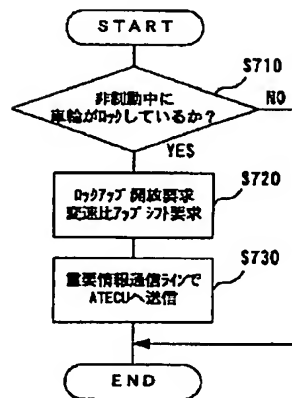 START
S710
非制動中に
車輪がﾛｯｸしているか？
NO
YES
S720
ﾛｯｸｱｯﾌﾟ開放要求
変速比ｱｯﾌﾟｼﾌﾄ要求
S730
重要情報通信ﾗｲﾝで
ATECUへ送信
END